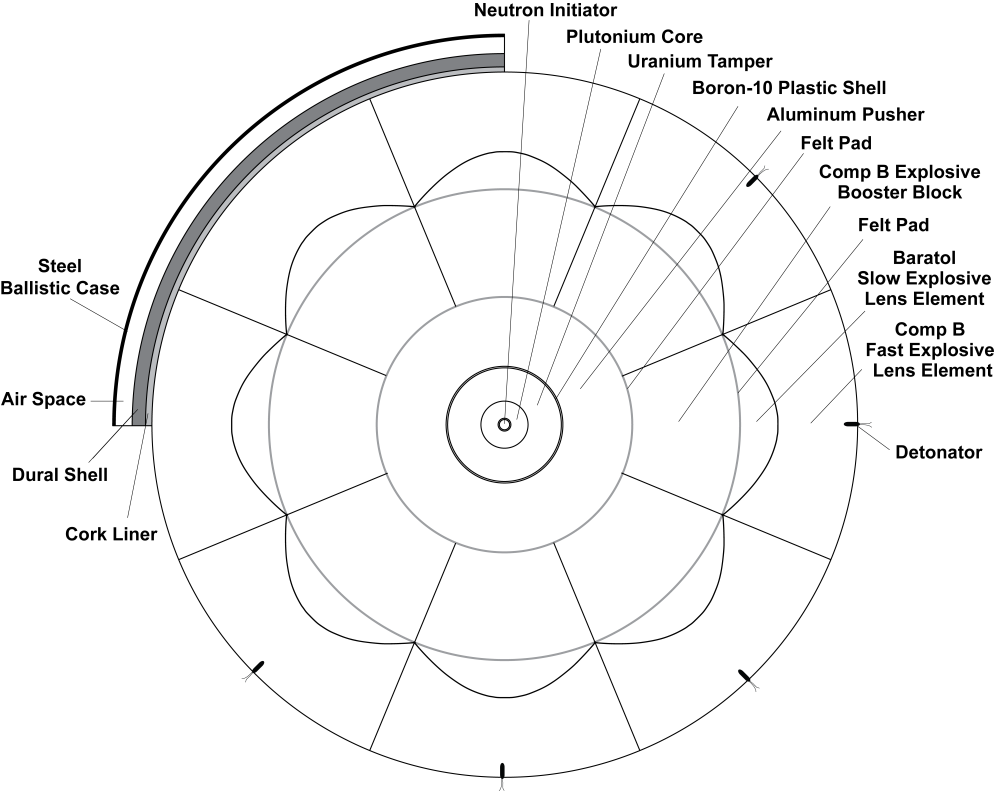 Neutron Initiator
Plutonium Core
Uranium Tamper
Boron-10 Plastic Shell
Aluminum Pusher
Felt Pad
Comp B Explosive
Booster Block
Felt Pad
Baratol
Slow Explosive
Lens Element
Comp B
Fast Explosive
Lens Element
Detonator
Steel
Ballistic Case
Air Space
Dural Shell
Cork Liner